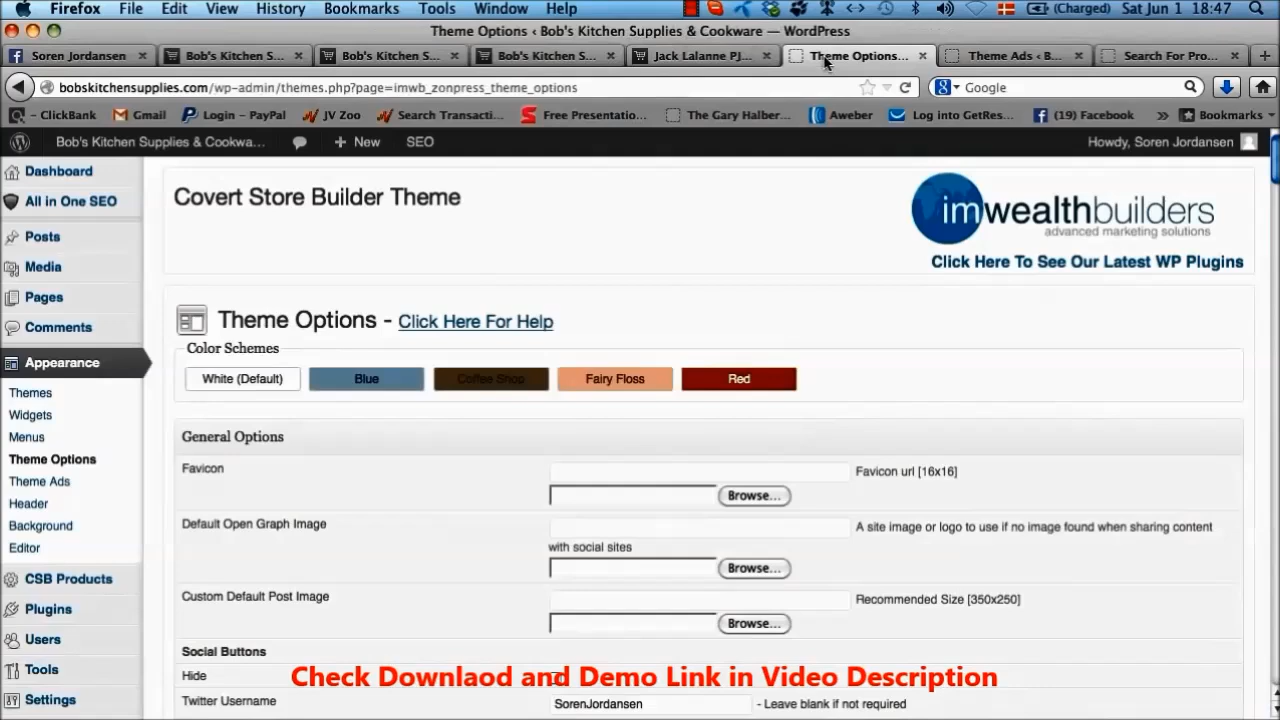 Firefox File Edit View History Bookmarks Tools Window Help (Charged) Sat Jun 1 18:47
Theme Options ‹ Bob's Kitchen Supplies & Cookware — WordPress
Soren Jordansen Bob's Kitchen S... Bob's Kitchen S... Bob's Kitchen S... Jack Lalanne PJ... Theme Options... Theme Ads ‹ B... Search For Pro...
bobskitchensupplies.com/wp-admin/themes.php?page=imwb_zonpress_theme_options Google
ClickBank Gmail Login – PayPal JV Zoo Search Transacti... Free Presentatio... The Gary Halber... Aweber Log into GetRes... (19) Facebook » Bookmarks
Bob's Kitchen Supplies & Cookwa... + New SEO Howdy, Soren Jordansen
Dashboard
All in One SEO
Posts
Media
Pages
Comments
Appearance
Themes
Widgets
Menus
Theme Options
Theme Ads
Header
Background
Editor
CSB Products
Plugins
Users
Tools
Settings
Covert Store Builder Theme
imwealthbuilders
advanced marketing solutions
Click Here To See Our Latest WP Plugins
Theme Options - Click Here For Help
Color Schemes
White (Default) Blue Coffee Shop Fairy Floss Red
General Options
Favicon Favicon url [16x16]
Browse...
Default Open Graph Image A site image or logo to use if no image found when sharing content
with social sites
Browse...
Custom Default Post Image Recommended Size [350x250]
Browse...
Social Buttons
Hide
Check Downlaod and Demo Link in Video Description
Twitter Username SorenJordansen - Leave blank if not required